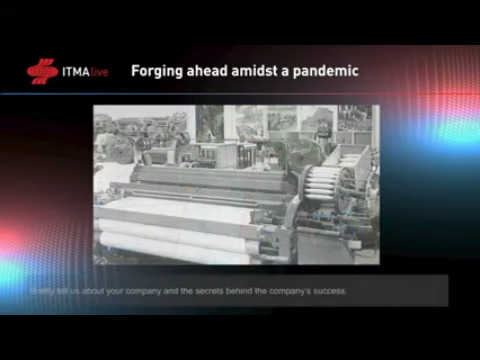 ITMAlive
Forging ahead amidst a pandemic
Briefly tell us about your company and the secrets behind the company's success.